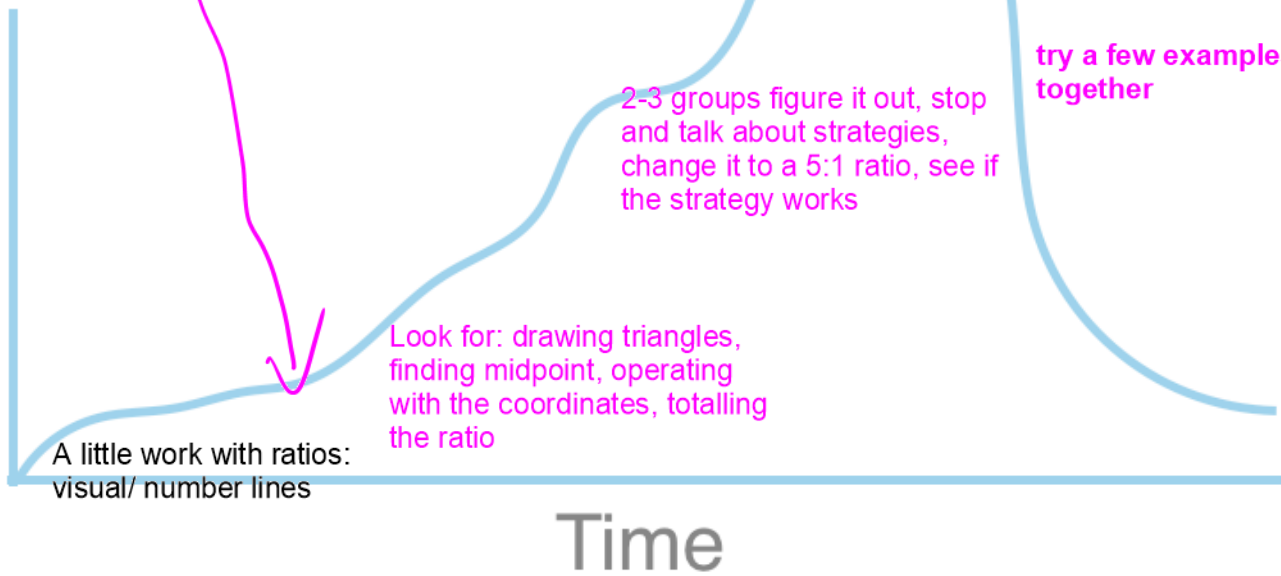 try a few example
together
2-3 groups figure it out, stop
and talk about strategies,
change it to a 5:1 ratio, see if
the strategy works
Look for: drawing triangles,
finding midpoint, operating
with the coordinates, totalling
the ratio
A little work with ratios:
visual/ number lines
Time